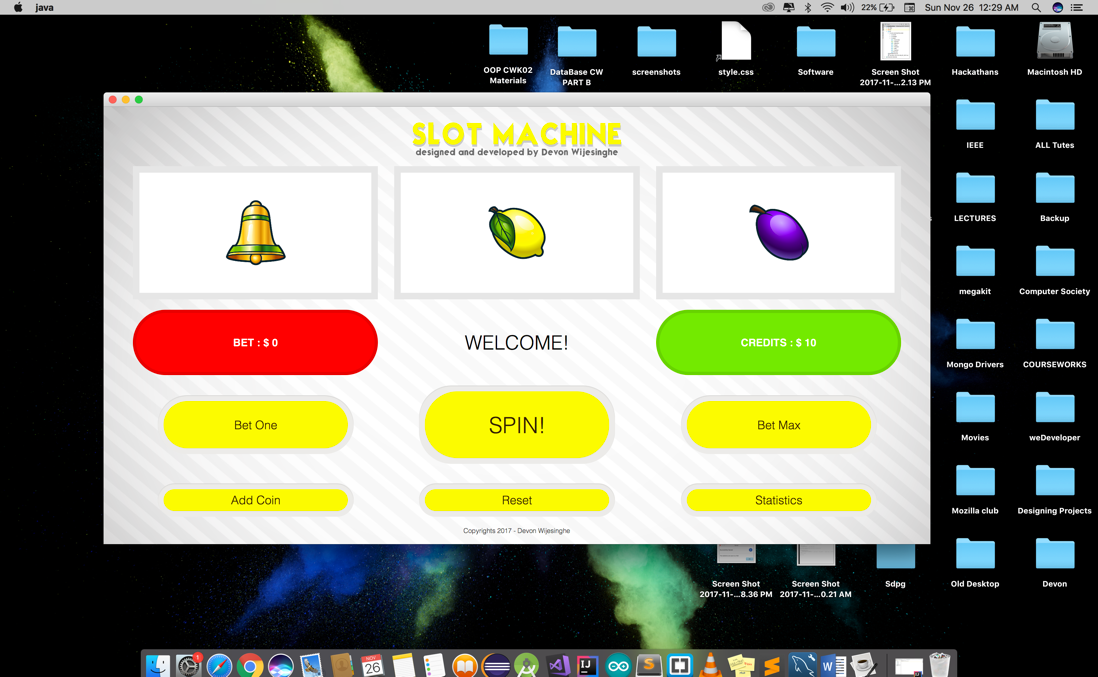 java
22%
Sun Nov 26 12:29 AM
OOP CWK02
Materials
DataBase CW
PART B
screenshots
style.css
Software
Screen Shot
2017-11-...2.13 PM
Hackathans
Macintosh HD
SLOT MACHINE
designed and developed by Devon Wijesinghe
IEEE
ALL Tutes
LECTURES
Backup
BET : $ 0
WELCOME!
CREDITS : $ 10
megakit
Computer Society
Mongo Drivers
COURSEWORKS
Bet One
SPIN!
Bet Max
Movies
weDeveloper
Add Coin
Reset
Statistics
Mozilla club
Designing Projects
Copyrights 2017 - Devon Wijesinghe
Screen Shot
2017-11-...8.36 PM
Screen Shot
2017-11-...0.21 AM
Sdpg
Old Desktop
Devon
1
NOV
26
IJ
S
W